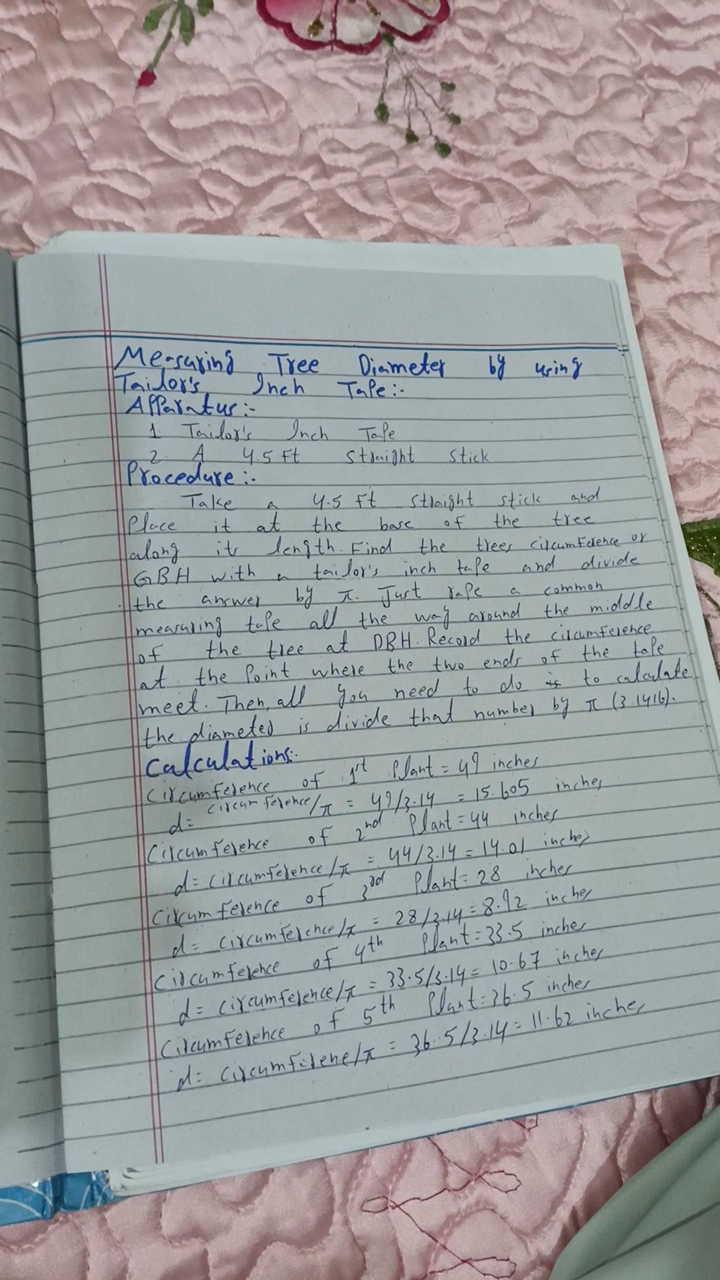 Measuring Tree Diameter by using
Tailor's Inch Tape:-
Apparatus:-
1 Tailor's Inch Tape
2. A 4.5 Ft Straight Stick
Procedure:-
Take a 4.5 Ft straight stick and
Place it at the base of the tree
along its length. Find the trees circumference or
GBH with a tailor's inch tape and divide
the answer by π. Just rape a common
measuring tape all the way around the middle
of the tree at DBH. Record the circumference
at the Point where the two ends of the tape
meet. Then, all you need to do is to calculate
the diameter is divide that number by π (3.1416).
Calculations:
Circumference of 1st Plant = 49 inches
d= circumference/π = 49/3.14 = 15.605 inches
Circumference of 2nd Plant = 44 inches
d= circumference/π = 44/3.14 = 14.01 inches
Circumference of 3rd Plant = 28 inches
d= circumference/π = 28/3.14 = 8.92 inches
Circumference of 4th Plant = 33.5 inches
d= circumference/π = 33.5/3.14 = 10.67 inches
Circumference of 5th Plant = 36.5 inches
d= circumferene/π = 36.5/3.14 = 11.62 inches